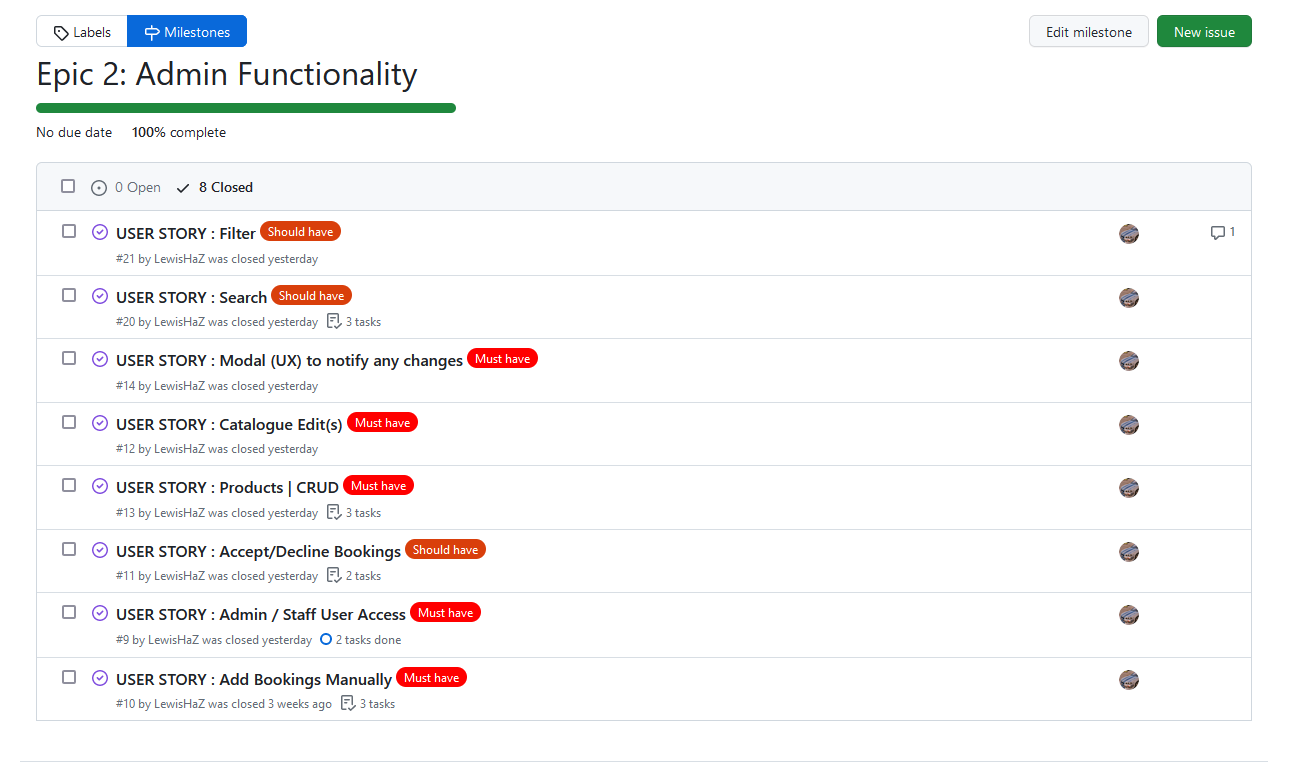 Labels Milestones Edit milestone New issue
Epic 2: Admin Functionality
No due date 100% complete
0 Open 8 Closed
USER STORY : Filter Should have 1
#21 by LewisHaZ was closed yesterday
USER STORY : Search Should have
#20 by LewisHaZ was closed yesterday 3 tasks
USER STORY : Modal (UX) to notify any changes Must have
#14 by LewisHaZ was closed yesterday
USER STORY : Catalogue Edit(s) Must have
#12 by LewisHaZ was closed yesterday
USER STORY : Products | CRUD Must have
#13 by LewisHaZ was closed yesterday 3 tasks
USER STORY : Accept/Decline Bookings Should have
#11 by LewisHaZ was closed yesterday 2 tasks
USER STORY : Admin / Staff User Access Must have
#9 by LewisHaZ was closed yesterday 2 tasks done
USER STORY : Add Bookings Manually Must have
#10 by LewisHaZ was closed 3 weeks ago 3 tasks